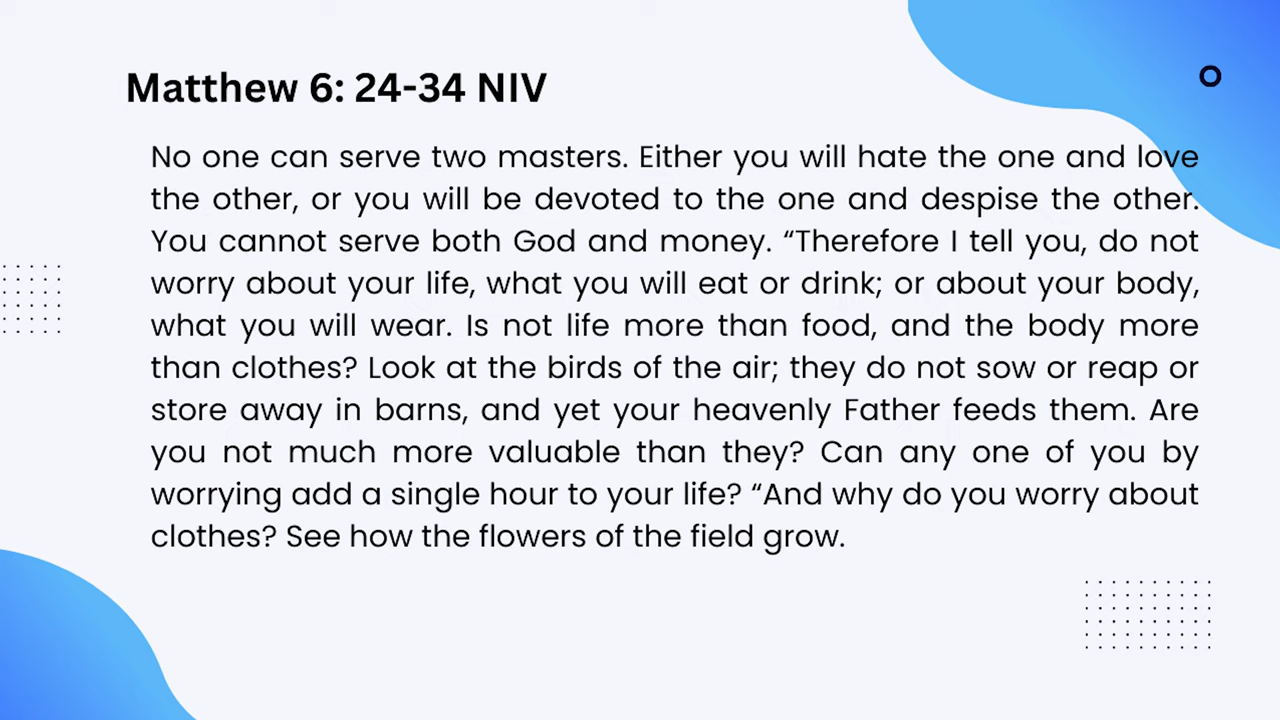 Matthew 6: 24-34 NIV
No one can serve two masters. Either you will hate the one and love
the other, or you will be devoted to the one and despise the other.
You cannot serve both God and money. “Therefore I tell you, do not
worry about your life, what you will eat or drink; or about your body,
what you will wear. Is not life more than food, and the body more
than clothes? Look at the birds of the air; they do not sow or reap or
store away in barns, and yet your heavenly Father feeds them. Are
you not much more valuable than they? Can any one of you by
worrying add a single hour to your life? “And why do you worry about
clothes? See how the flowers of the field grow.